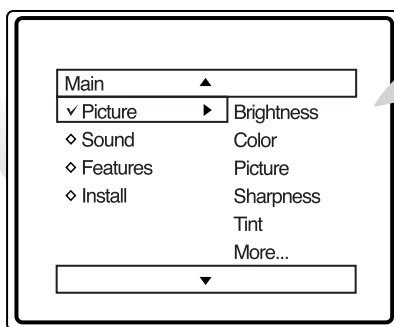 Main
Picture Brightness
Sound Color
Features Picture
Install Sharpness
Tint
More...